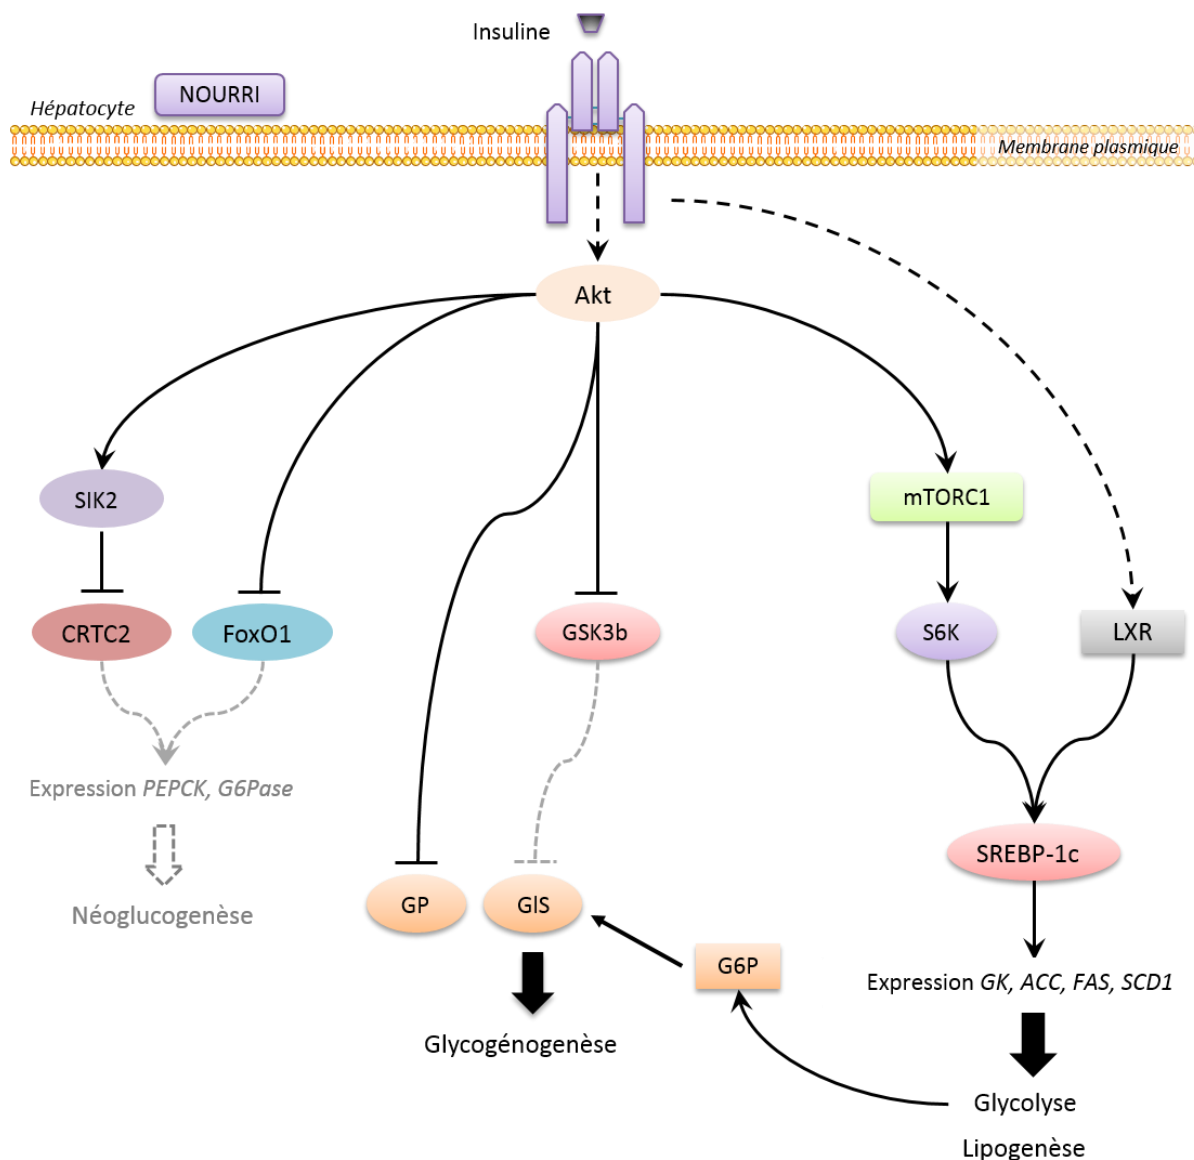 Insuline
NOURRI
Hépatocyte
Membrane plasmique
Akt
SIK2
mTORC1
CRTC2
FoxO1
GSK3b
S6K
LXR
Expression PEPCK, G6Pase
SREBP-1c
Néoglucogenèse
GP
GlS
G6P
Expression GK, ACC, FAS, SCD1
Glycogénogenèse
Glycolyse
Lipogenèse